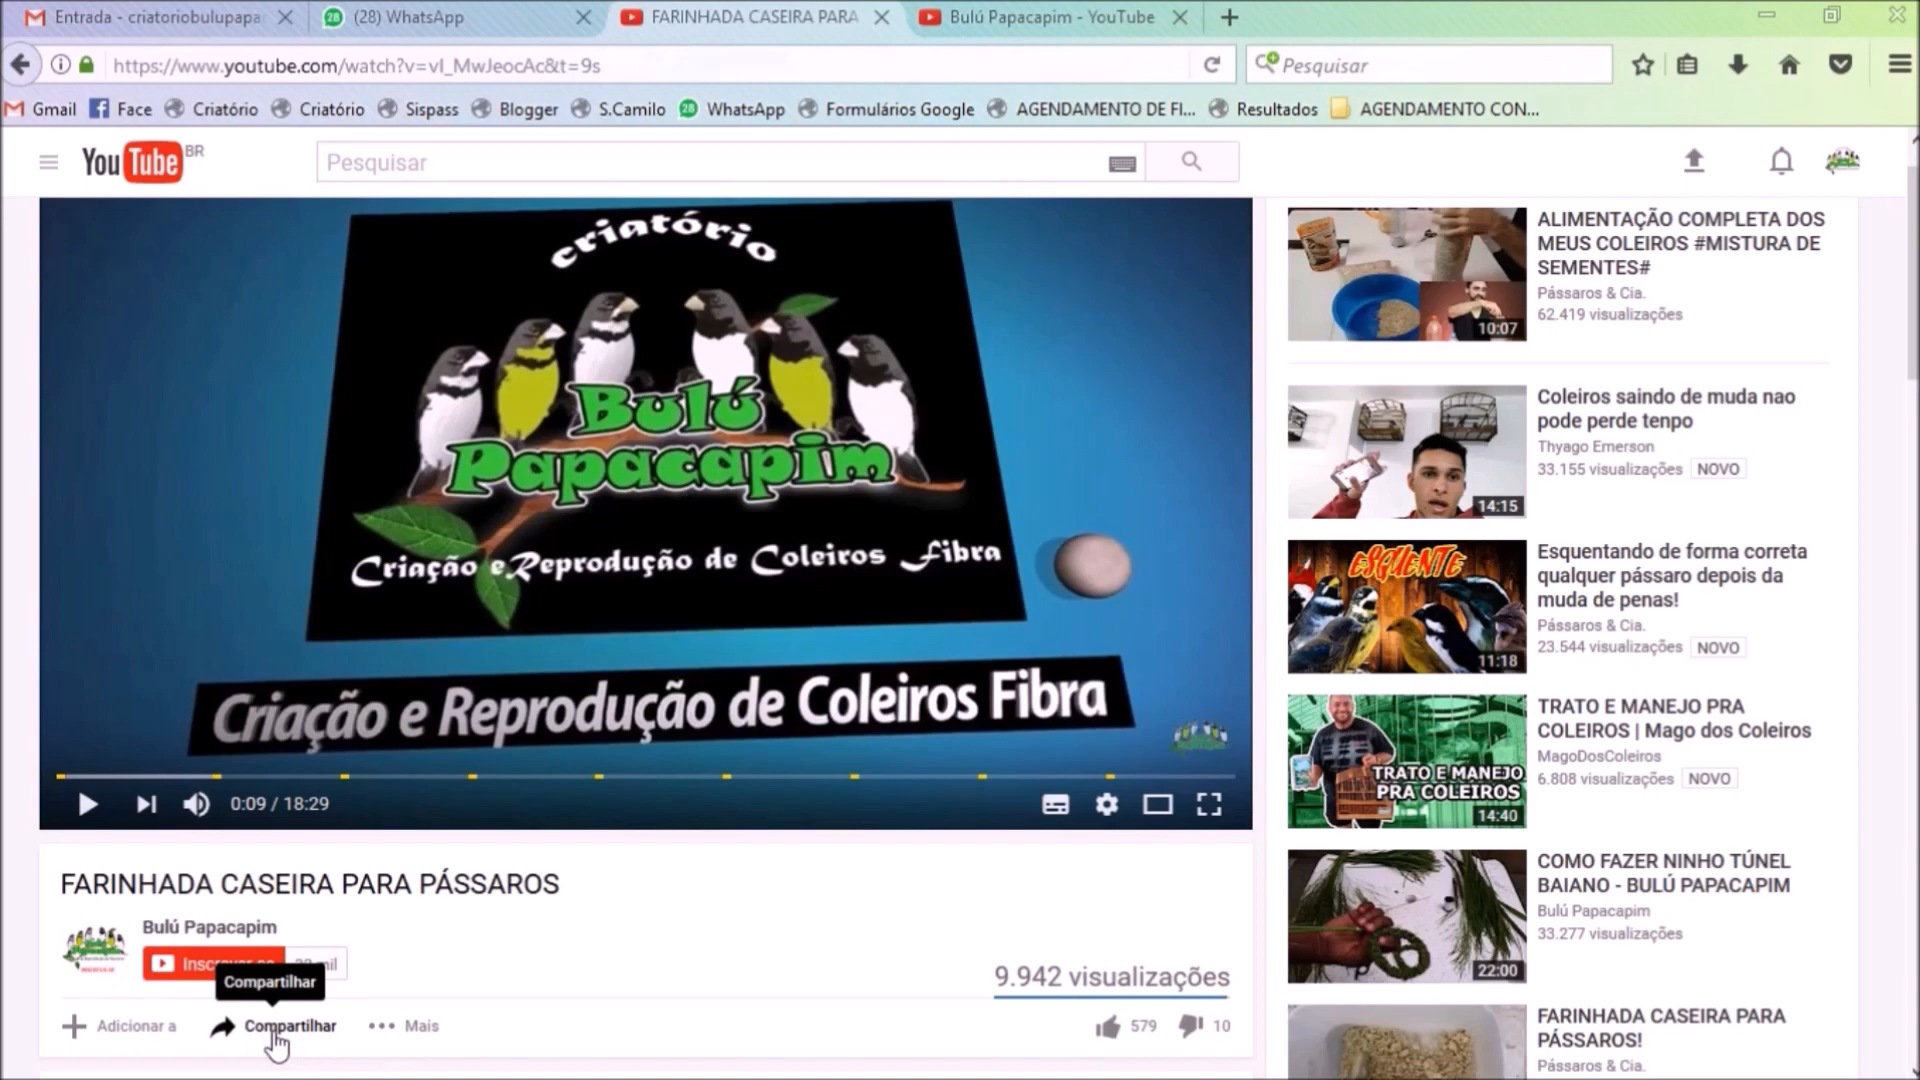 Entrada - criatoriobulupapa
(28) WhatsApp
FARINHADA CASEIRA PARA
Bulú Papacapim - YouTube
https://www.youtube.com/watch?v=vI_MwJeocAc&t=9s
Pesquisar
Gmail
Face
Criatório
Criatório
Sispass
Blogger
S.Camilo
28
WhatsApp
Formulários Google
AGENDAMENTO DE FI...
Resultados
AGENDAMENTO CON...
YouTube BR
Pesquisar
criatório
Bulú
Papacapim
Criação e Reprodução de Coleiros Fibra
Criação e Reprodução de Coleiros Fibra
0:09 / 18:29
FARINHADA CASEIRA PARA PÁSSAROS
Bulú Papacapim
Compartilhar
9.942 visualizações
Adicionar a
Compartilhar
Mais
579
10
ALIMENTAÇÃO COMPLETA DOS
MEUS COLEIROS #MISTURA DE
SEMENTES#
Pássaros & Cia.
62.419 visualizações
10:07
Coleiros saindo de muda nao
pode perde tenpo
Thyago Emerson
33.155 visualizações NOVO
14:15
ESQUENTE
Esquentando de forma correta
qualquer pássaro depois da
muda de penas!
Pássaros & Cia.
23.544 visualizações NOVO
11:18
TRATO E MANEJO PRA
COLEIROS | Mago dos Coleiros
MagoDosColeiros
6.808 visualizações NOVO
TRATO E MANEJO
PRA COLEIROS
14:40
COMO FAZER NINHO TÚNEL
BAIANO - BULÚ PAPACAPIM
Bulú Papacapim
33.277 visualizações
22:00
FARINHADA CASEIRA PARA
PÁSSAROS!
Pássaros & Cia.